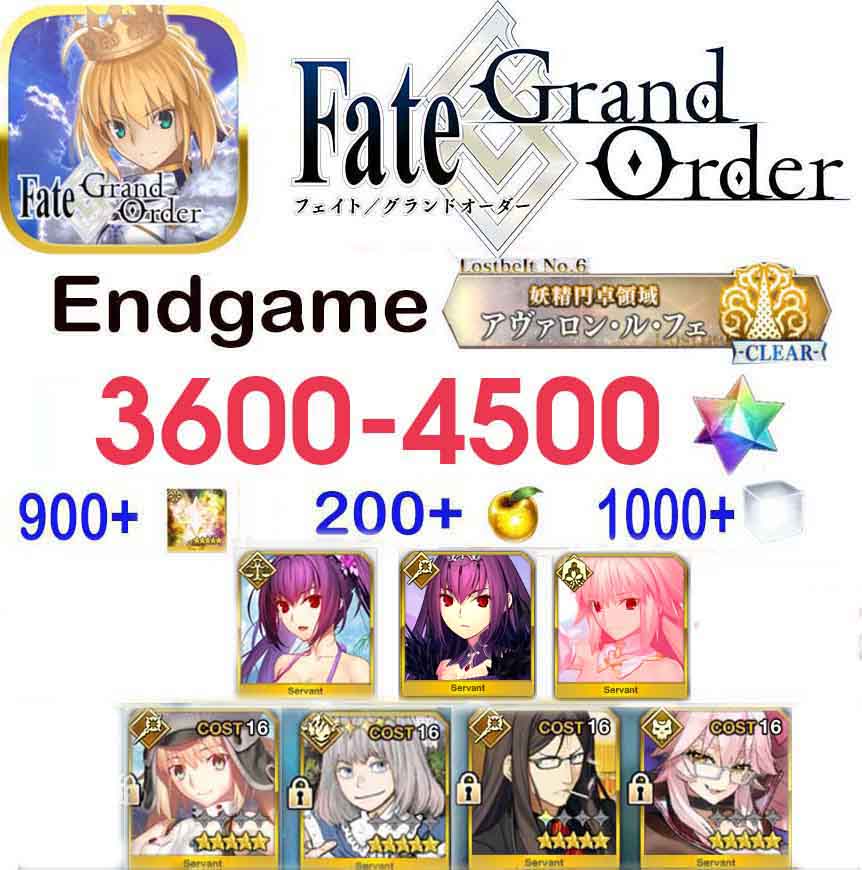 Fate Grand Order
Fate Grand Order
フェイト/グランドオーダー
Lostbelt No.6
Endgame
妖精円卓領域
アヴァロン・ル・フェ
-CLEAR-
3600-4500
900+
200+
1000+
Servant
Servant
Servant
COST 16
COST 16
COST 16
COST 16
Servant
Servant
Servant
Servant